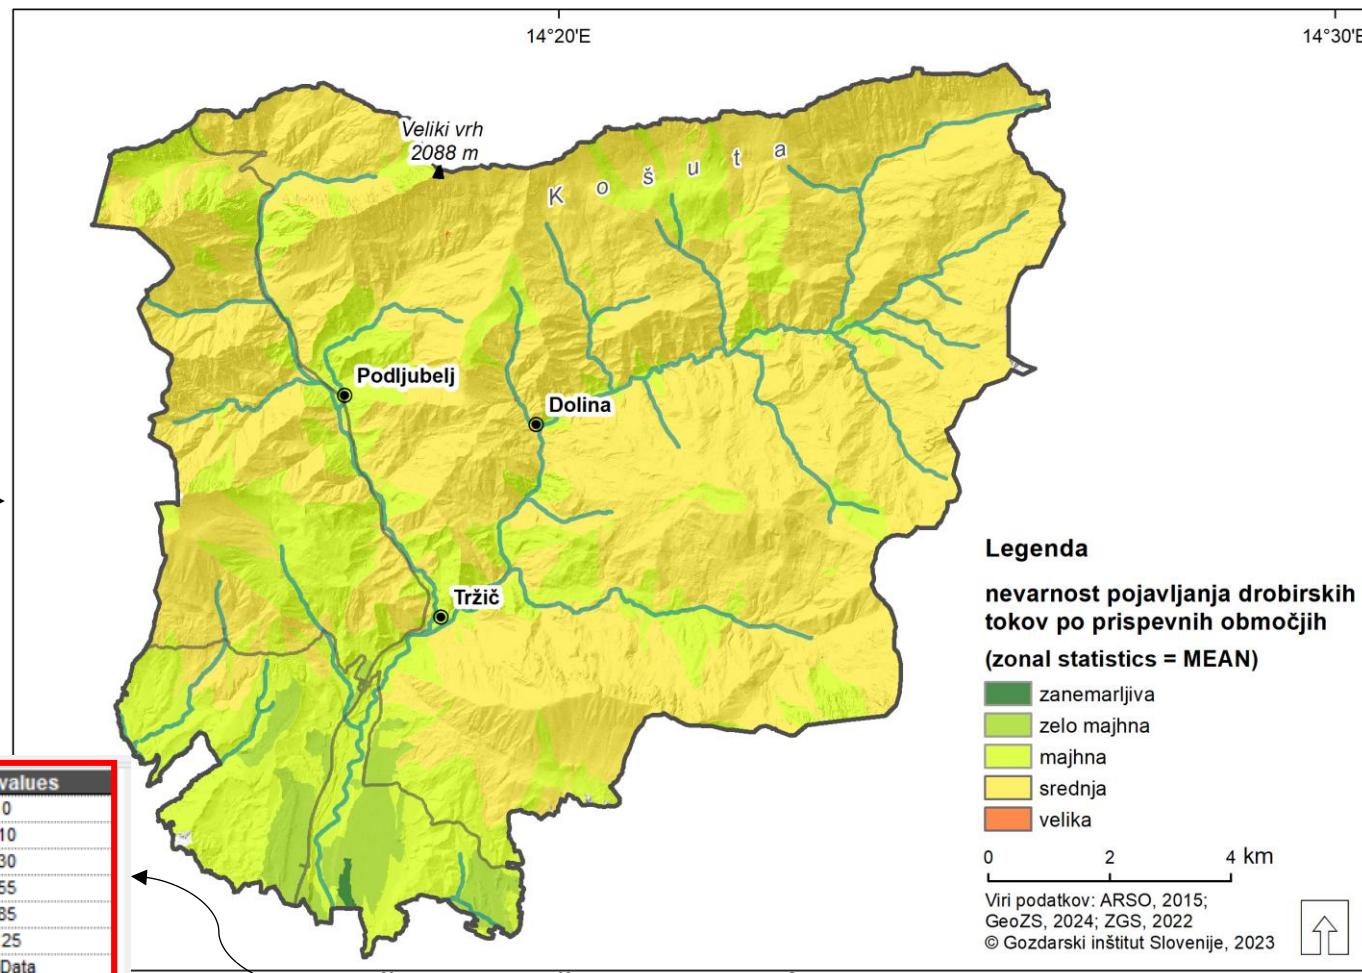 14°20'E
14°30'E
Veliki vrh
2088 m
Košuta
Podljubelj
Dolina
Tržič
Legenda
nevarnost pojavljanja drobirskih
tokov po prispevnih območjih
(zonal statistics = MEAN)
zanemarljiva
zelo majhna
majhna
srednja
velika
0 2 4 km
Viri podatkov: ARSO, 2015;
GeoZS, 2024; ZGS, 2022
© Gozdarski inštitut Slovenije, 2023
values
0
10
30
55
85
25
Data